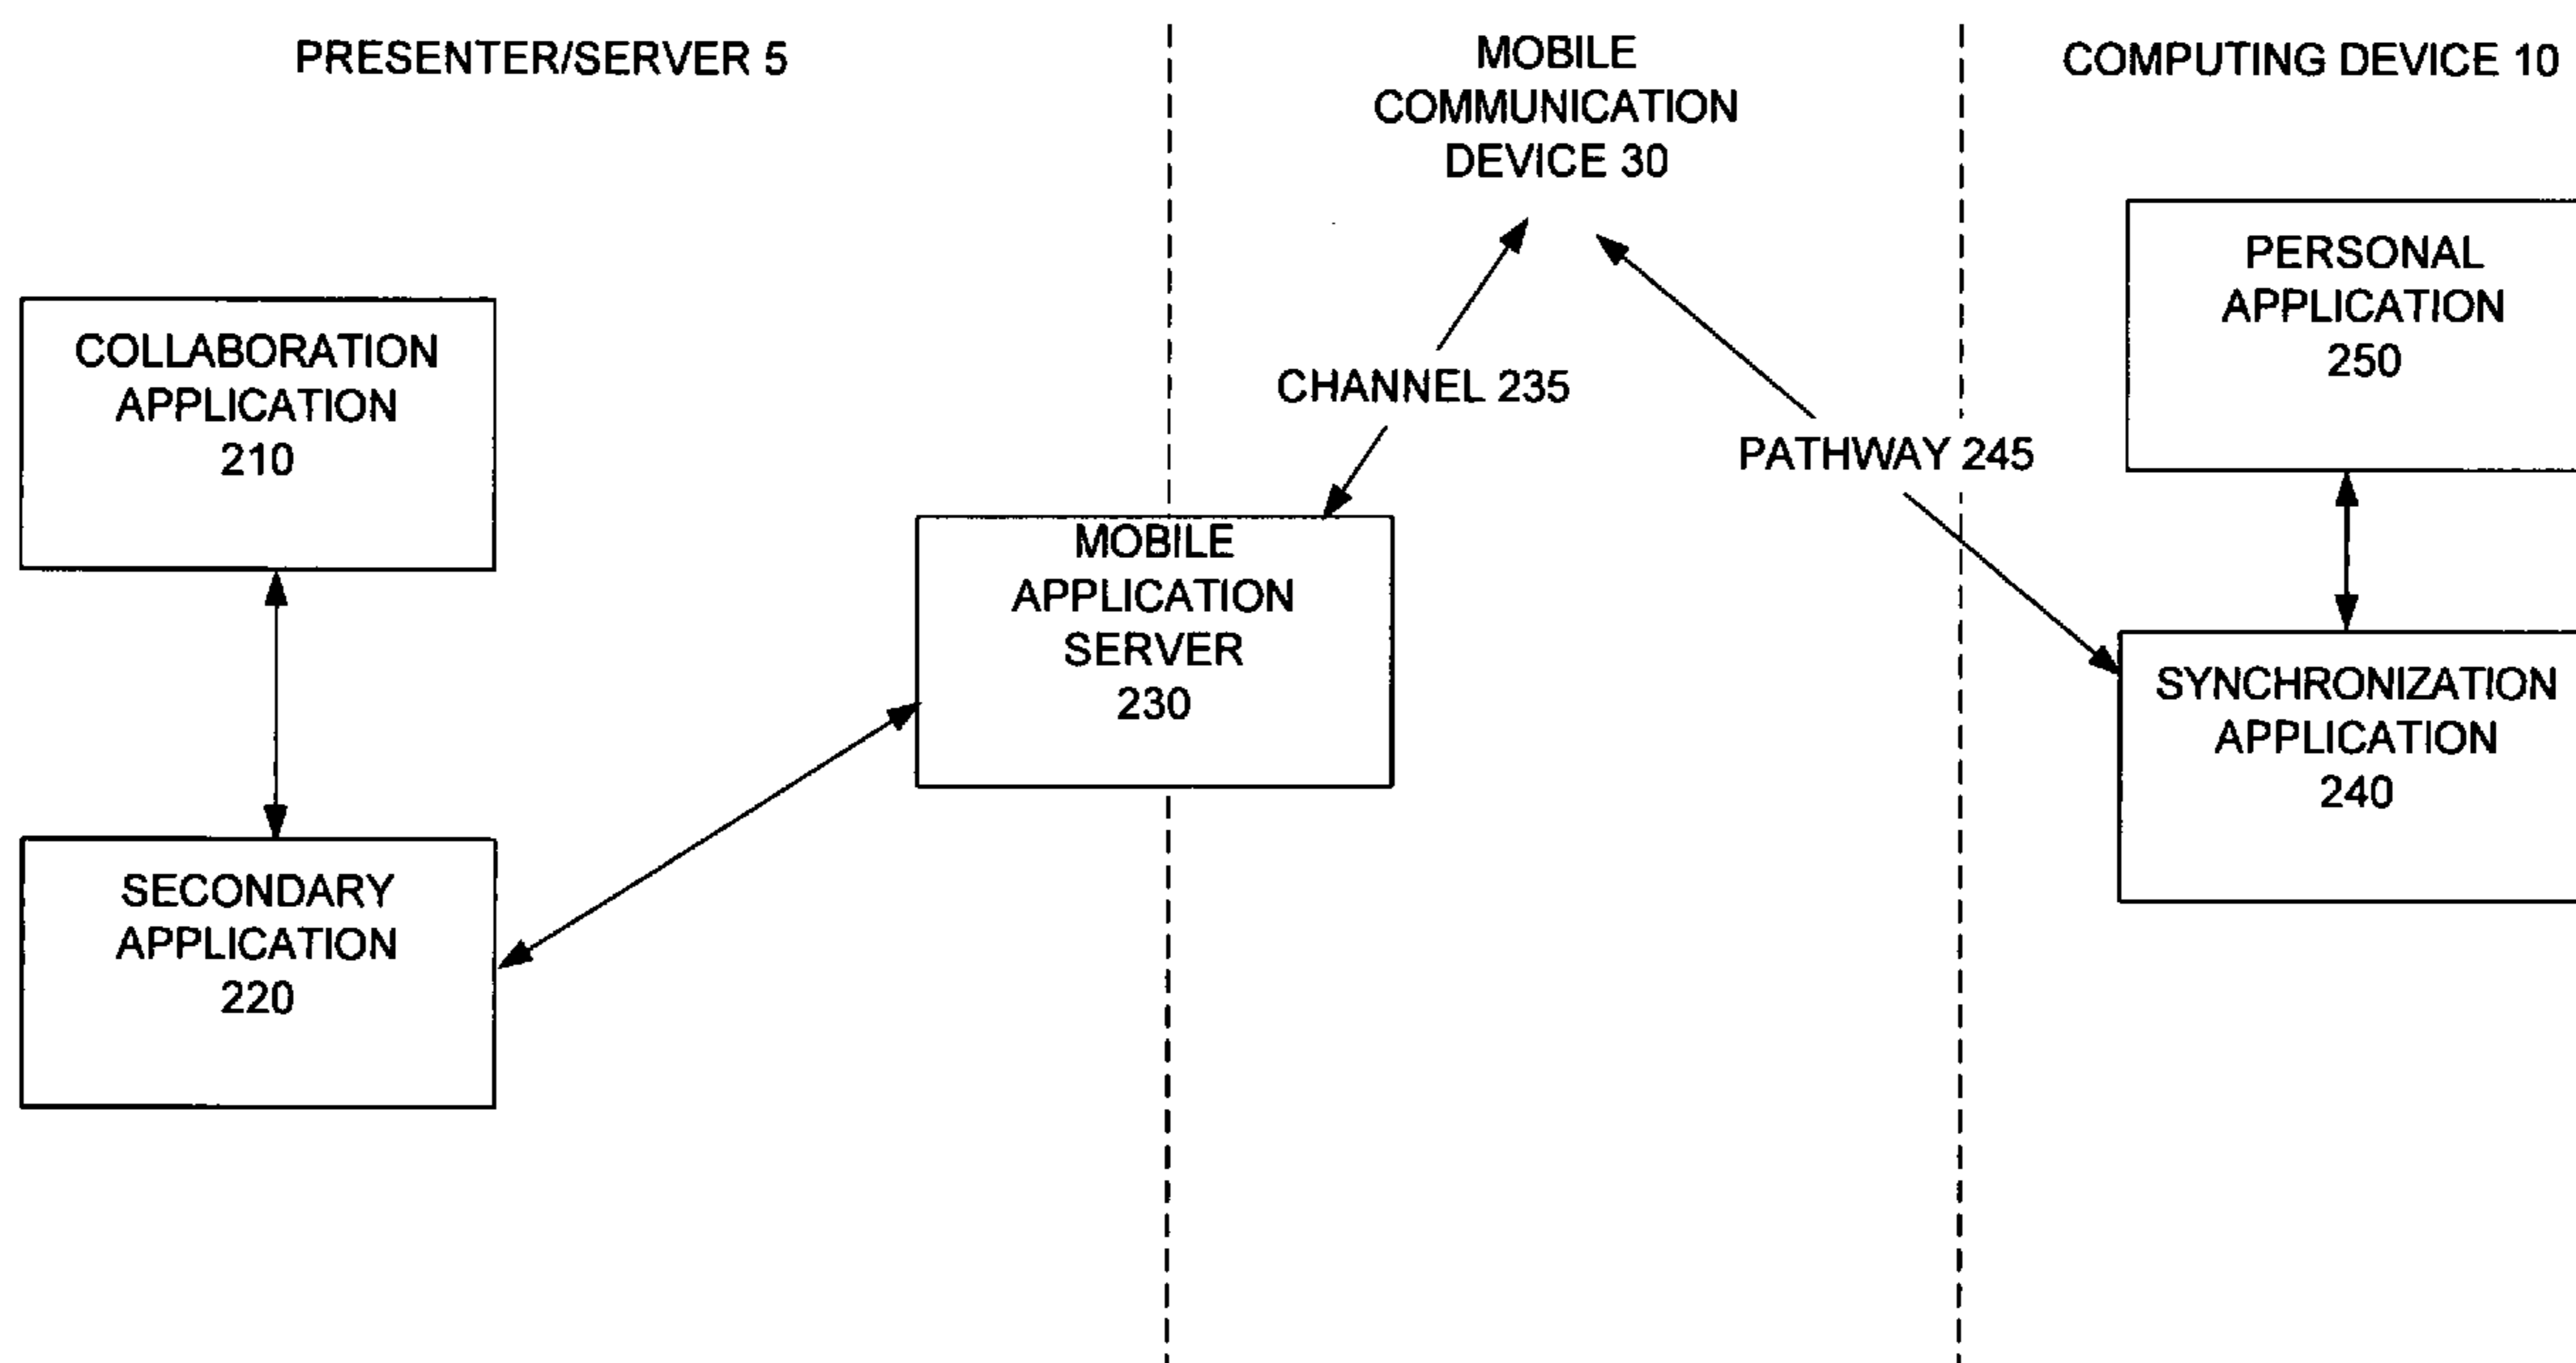 PRESENTER/SERVER 5
MOBILE
COMMUNICATION
DEVICE 30
COMPUTING DEVICE 10
COLLABORATION
APPLICATION
210
SECONDARY
APPLICATION
220
MOBILE
APPLICATION
SERVER
230
CHANNEL 235
PATHWAY 245
PERSONAL
APPLICATION
250
SYNCHRONIZATION
APPLICATION
240